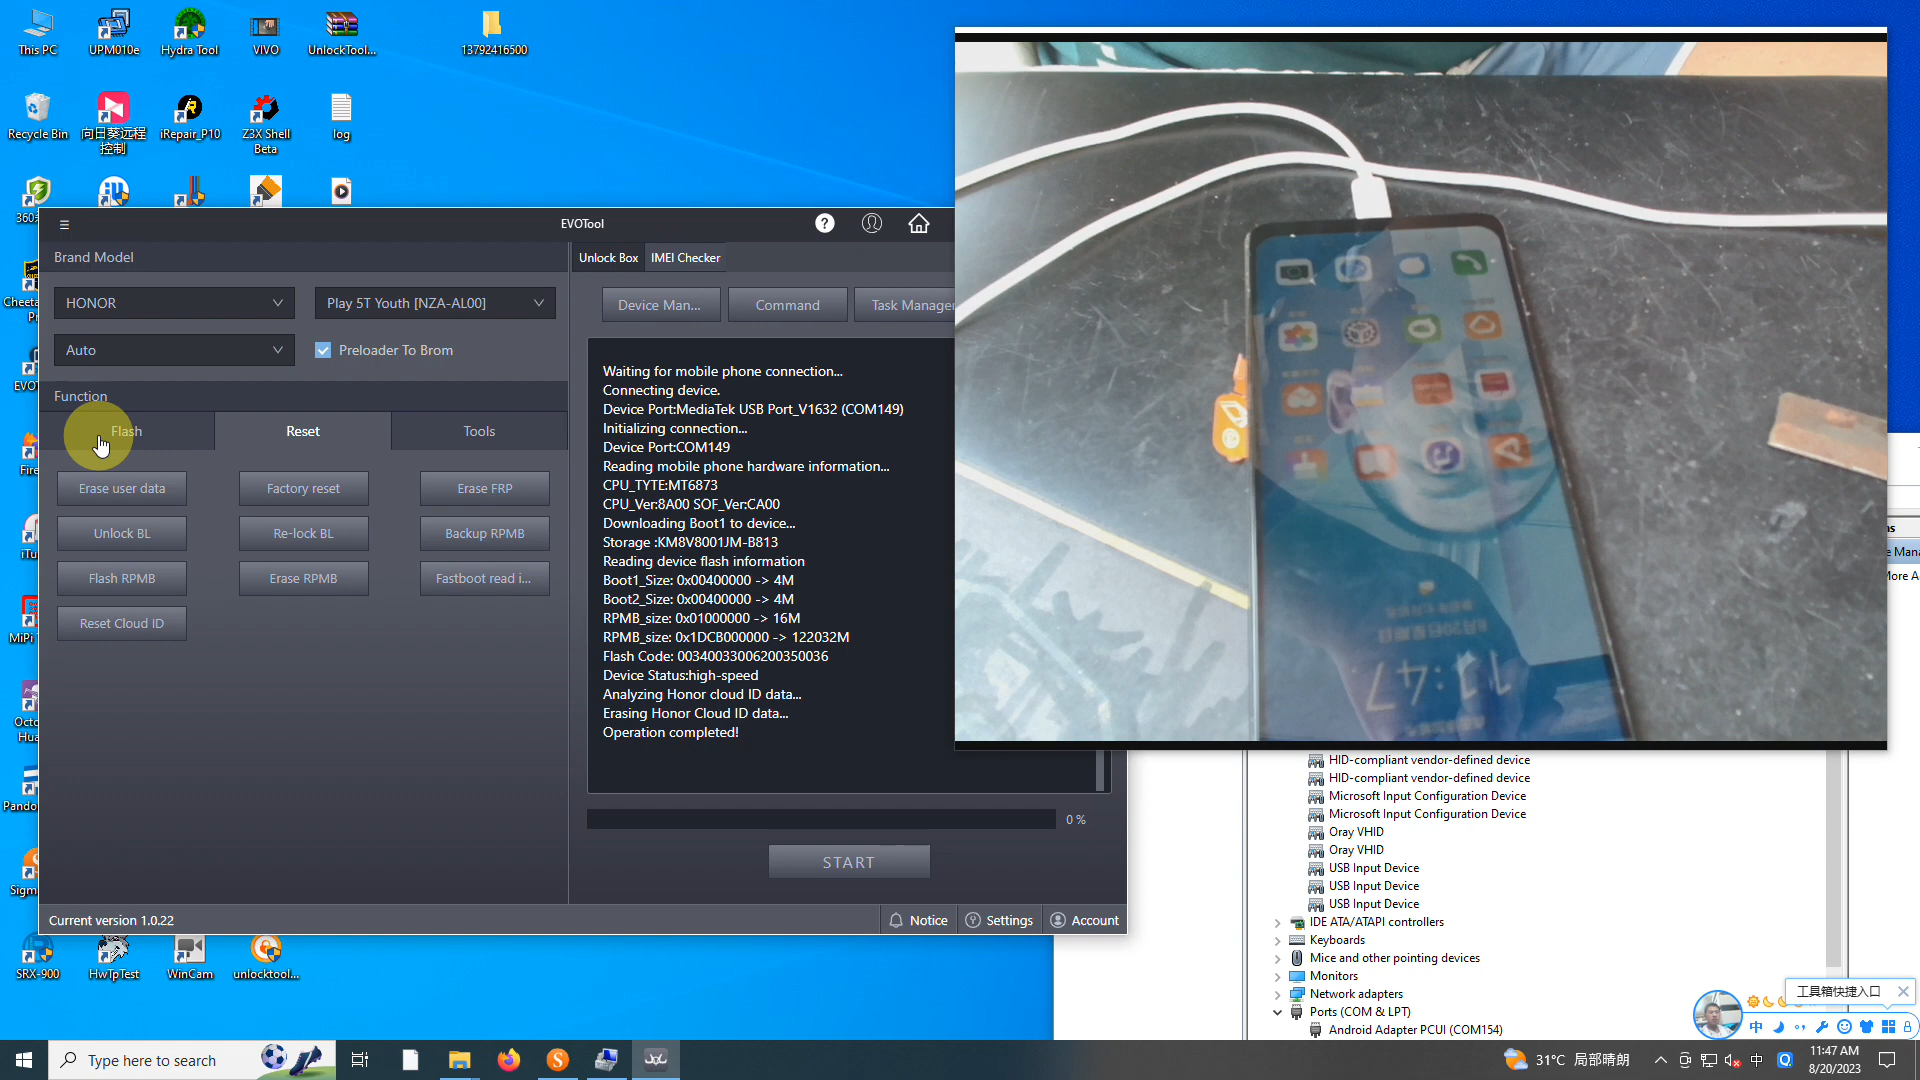 This PC
UPM010e
Hydra Tool
VIVO
UnlockTool...
13792416500
Recycle Bin
向日葵远程
控制
iRepair_P10
Z3X Shell
Beta
log
EVOTool
Brand Model
Unlock Box
IMEI Checker
HONOR
Play 5T Youth [NZA-AL00]
Device Man...
Command
Task Manager
Auto
Preloader To Brom
Function
Flash
Reset
Tools
Erase user data
Factory reset
Erase FRP
Unlock BL
Re-lock BL
Backup RPMB
Flash RPMB
Erase RPMB
Fastboot read i...
Reset Cloud ID
Waiting for mobile phone connection...
Connecting device.
Device Port:MediaTek USB Port_V1632 (COM149)
Initializing connection...
Device Port:COM149
Reading mobile phone hardware information...
CPU_TYTE:MT6873
CPU_Ver:8A00 SOF_Ver:CA00
Downloading Boot1 to device...
Storage :KM8V8001JM-B813
Reading device flash information
Boot1_Size: 0x00400000 -> 4M
Boot2_Size: 0x00400000 -> 4M
RPMB_size: 0x01000000 -> 16M
RPMB_size: 0x1DCB000000 -> 122032M
Flash Code: 00340033006200350036
Device Status:high-speed
Analyzing Honor cloud ID data...
Erasing Honor Cloud ID data...
Operation completed!
0 %
START
Current version 1.0.22
Notice
Settings
Account
SRX-900
HwTpTest
WinCam
unlocktool...
HID-compliant vendor-defined device
HID-compliant vendor-defined device
Microsoft Input Configuration Device
Microsoft Input Configuration Device
Oray VHID
Oray VHID
USB Input Device
USB Input Device
USB Input Device
IDE ATA/ATAPI controllers
Keyboards
Mice and other pointing devices
Monitors
Network adapters
Ports (COM & LPT)
Android Adapter PCUI (COM154)
工具箱快捷入口
中
Type here to search
31°C 局部晴朗
中
11:47 AM
8/20/2023